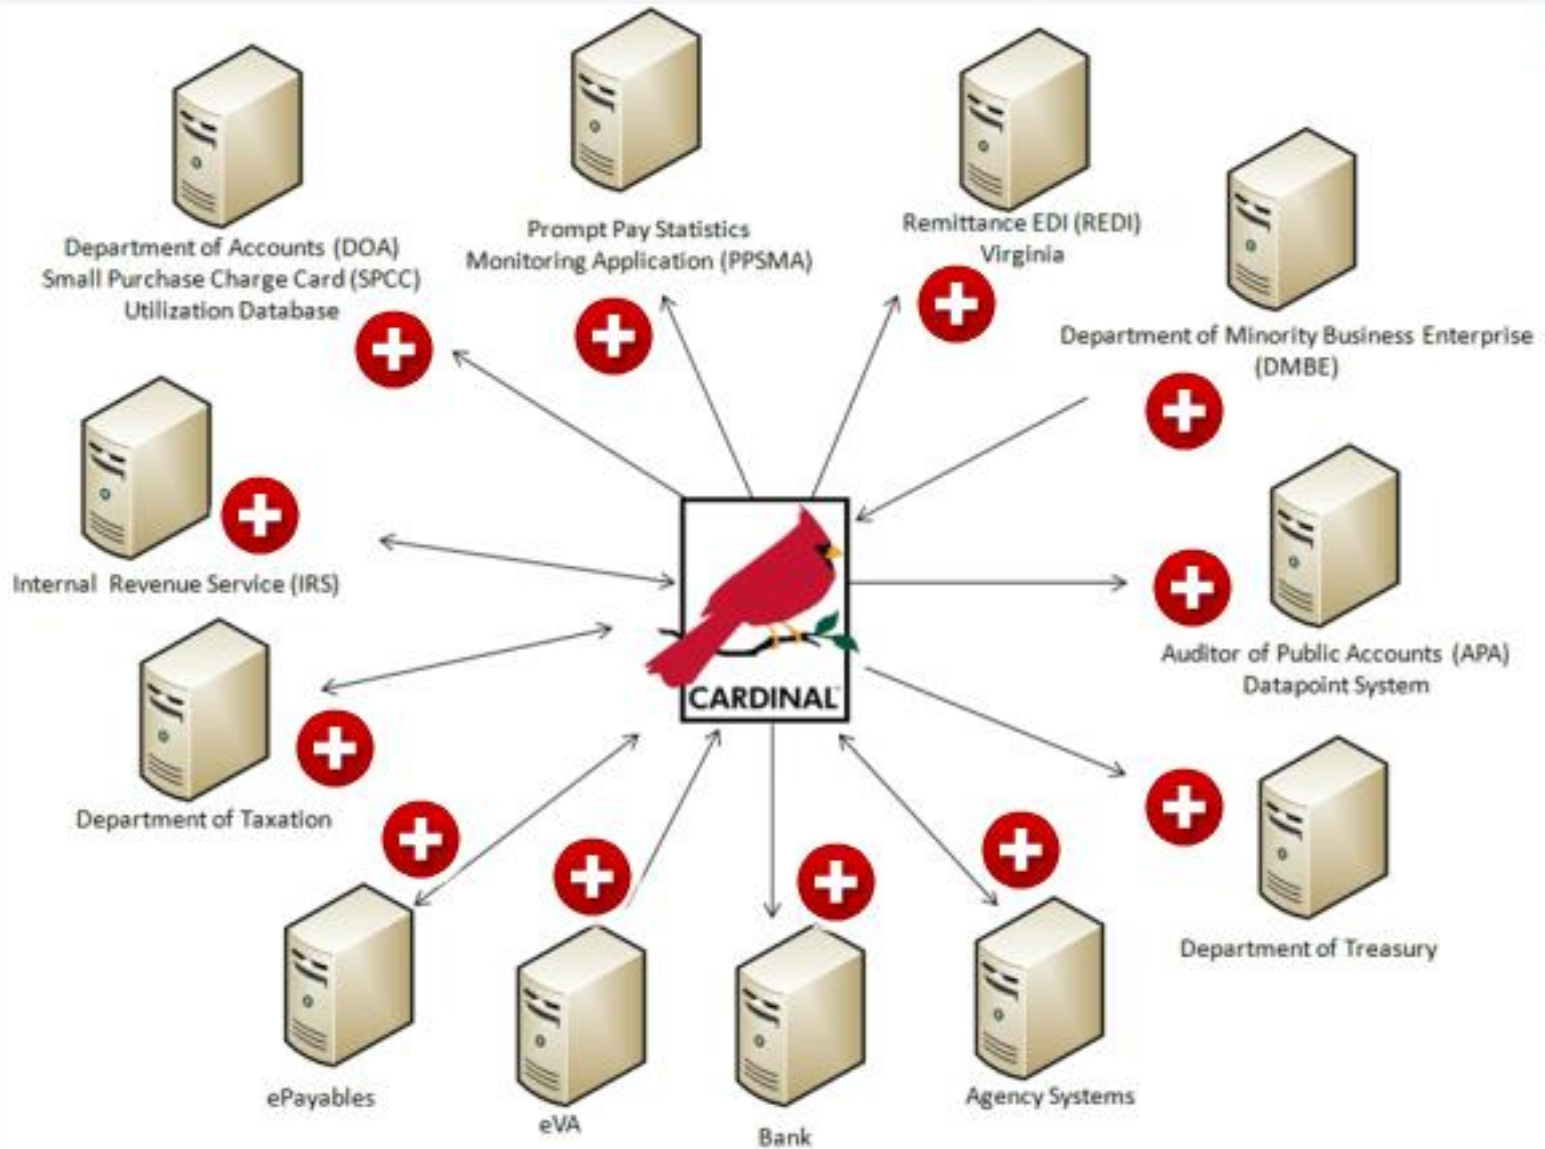 Department of Accounts (DOA)
Small Purchase Charge Card (SPCC)
Utilization Database
Prompt Pay Statistics
Monitoring Application (PPSMA)
Remittance EDI (REDI)
Virginia
Department of Minority Business Enterprise
(DMBE)
Internal Revenue Service (IRS)
CARDINAL
Auditor of Public Accounts (APA)
Datapoint System
Department of Taxation
Department of Treasury
ePayables
eVA
Bank
Agency Systems